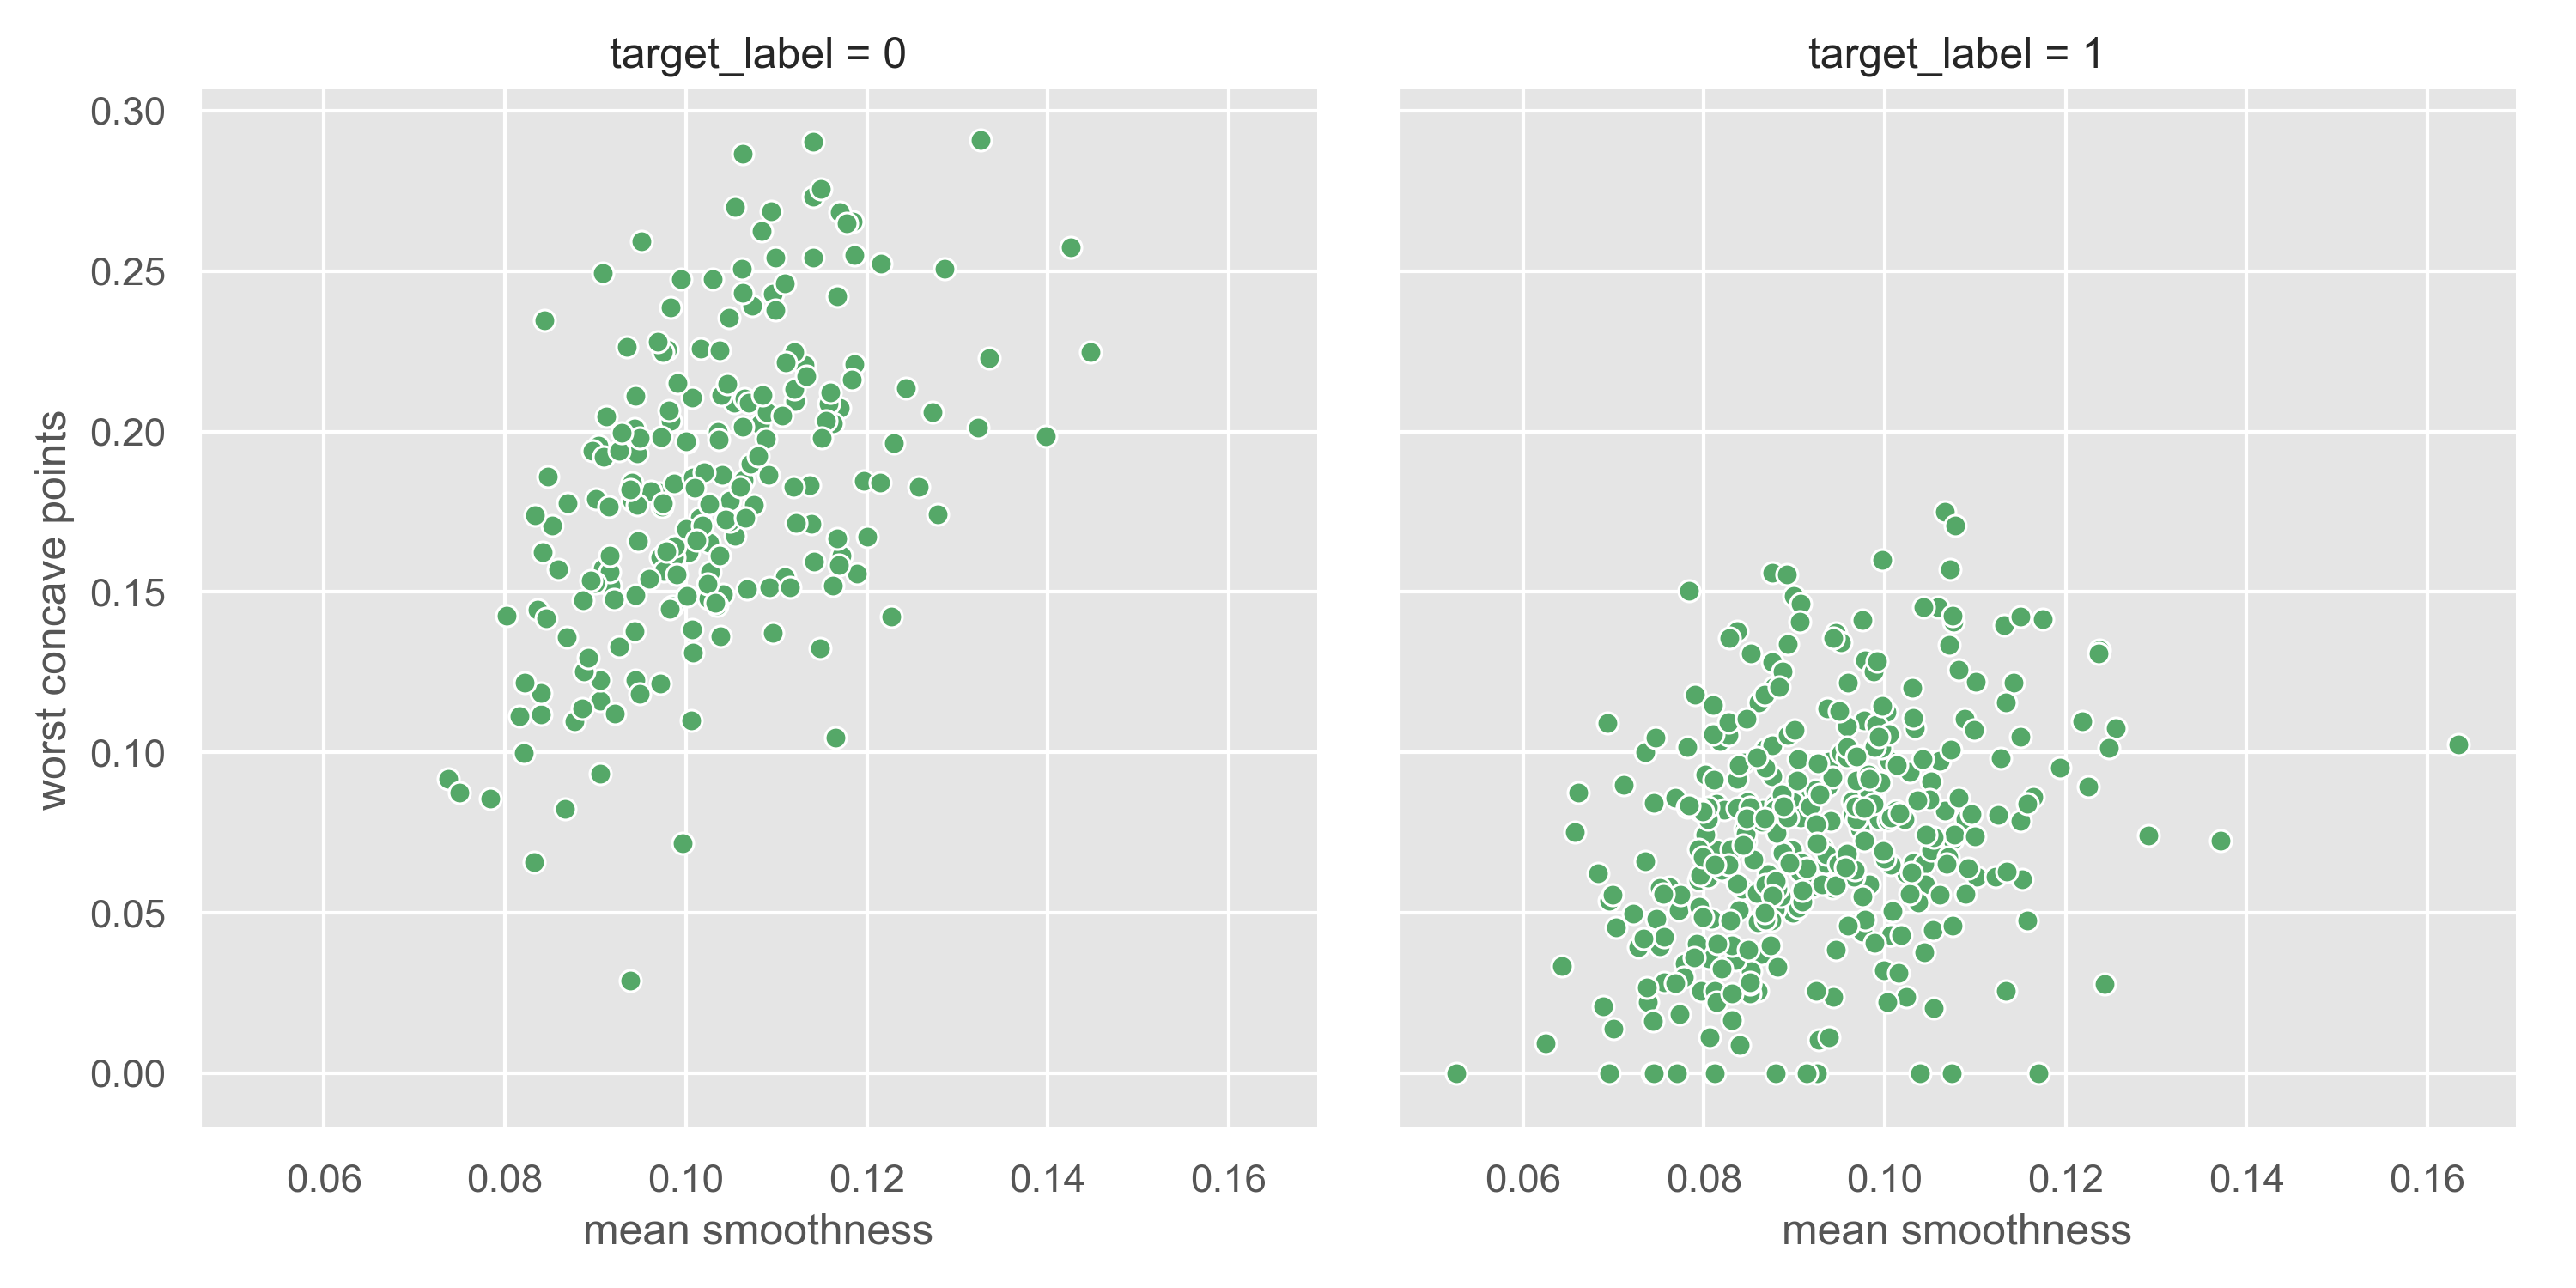 target_label = 0
target_label = 1
0.30
0.25
0.20
0.15
0.10
0.05
0.00
worst concave points
0.06 0.08 0.10 0.12 0.14 0.16
0.06 0.08 0.10 0.12 0.14 0.16
mean smoothness
mean smoothness